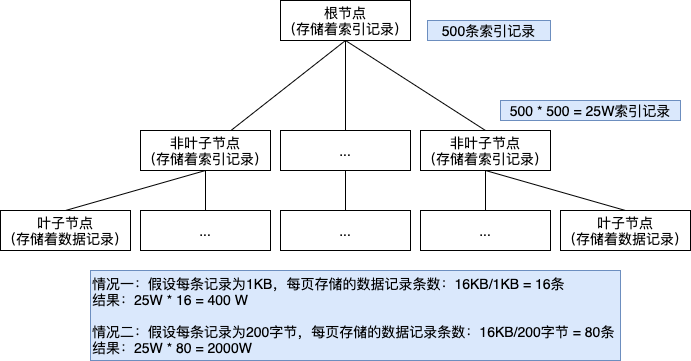 根节点
（存储着索引记录）
500条索引记录
500 * 500 = 25W索引记录
非叶子节点
（存储着索引记录）
...
非叶子节点
（存储着索引记录）
叶子节点
（存储着数据记录）
...
...
...
叶子节点
（存储着数据记录）
情况一：假设每条记录为1KB，每页存储的数据记录条数：16KB/1KB = 16条
结果：25W * 16 = 400 W
情况二：假设每条记录为200字节，每页存储的数据记录条数：16KB/200字节 = 80条
结果：25W * 80 = 2000W